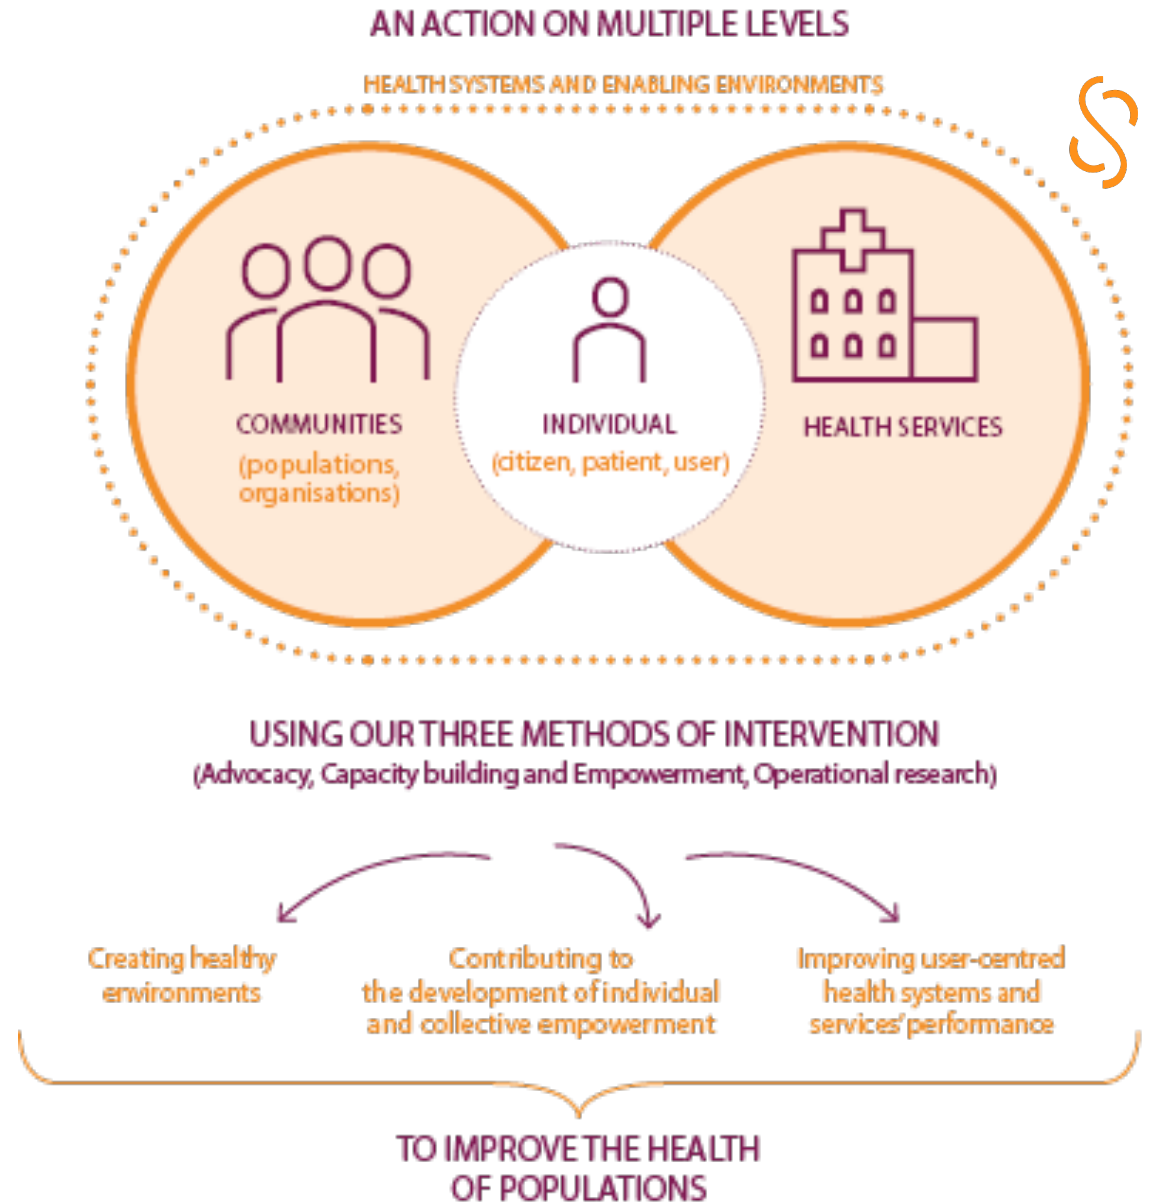 AN ACTION ON MULTIPLE LEVELS
HEALTH SYSTEMS AND ENABLING ENVIRONMENTS
COMMUNITIES
(populations,
organisations)
INDIVIDUAL
(citizen, patient, user)
HEALTH SERVICES
USING OUR THREE METHODS OF INTERVENTION
(Advocacy, Capacity building and Empowerment, Operational research)
Creating healthy
environments
Contributing to
the development of individual
and collective empowerment
Improving user-centred
health systems and
services' performance
TO IMPROVE THE HEALTH
OF POPULATIONS